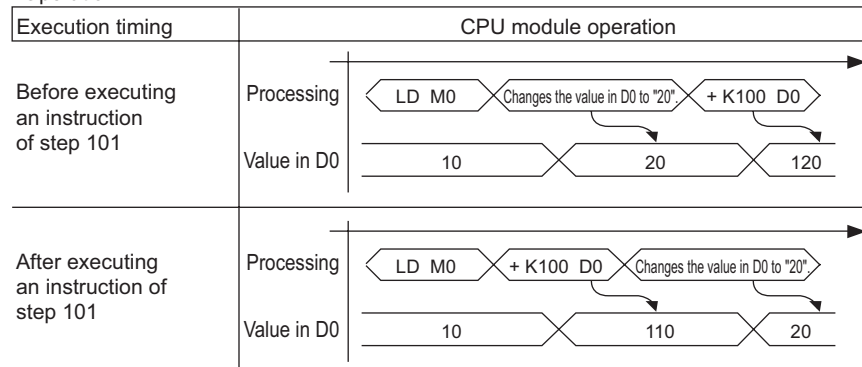 Execution timing CPU module operation
Before executing
an instruction
of step 101
Processing LD M0 Changes the value in D0 to "20". + K100 D0
Value in D0 10 20 120
After executing
an instruction of
step 101
Processing LD M0 + K100 D0 Changes the value in D0 to "20".
Value in D0 10 110 20